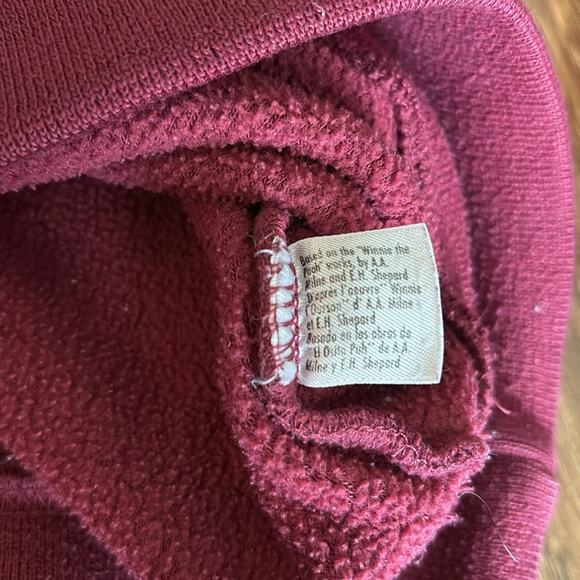 Based on the "Winnie the
Pooh" works, by A.A.
Milne and E.H. Shepard
D'apres l'oeuvre" Winnie
l'Ourson" d' A.A. Milne
et E.H. Shepard
Basado en las obras de
"El Osito Puh" de A.A.
Milne y E.H. Shepard